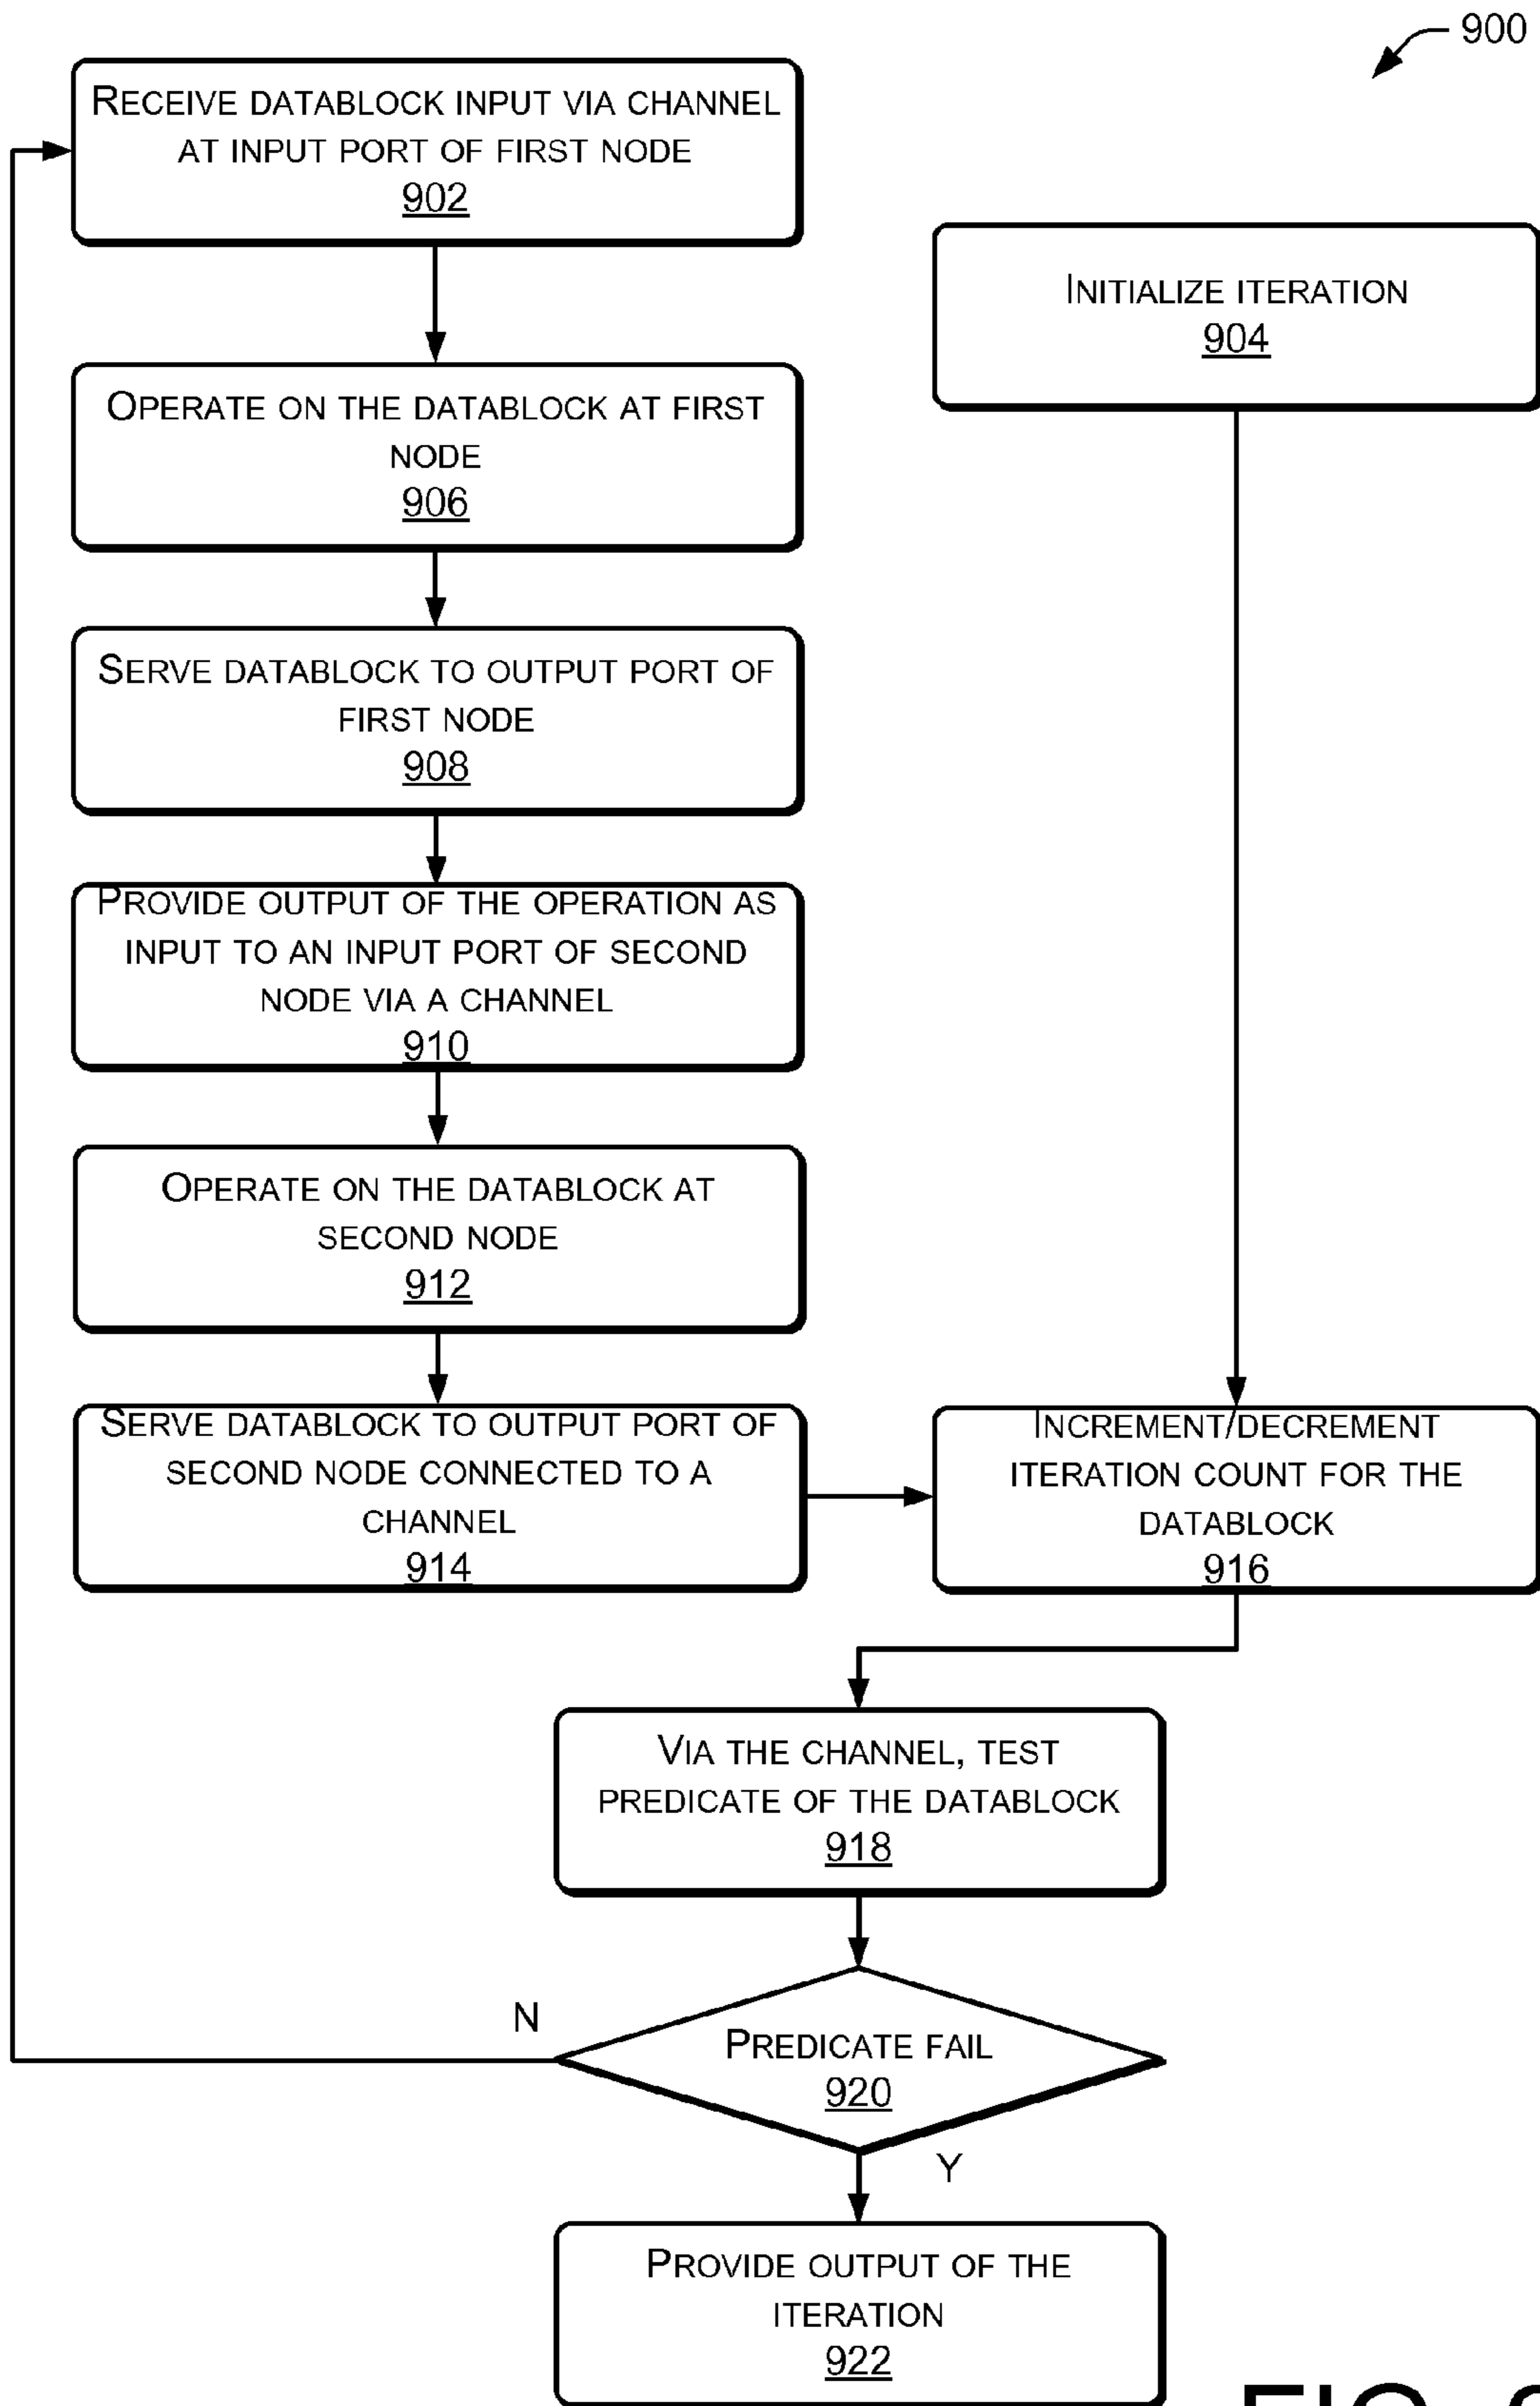 900
RECEIVE DATABLOCK INPUT VIA CHANNEL
AT INPUT PORT OF FIRST NODE
902
INITIALIZE ITERATION
904
OPERATE ON THE DATABLOCK AT FIRST
NODE
906
SERVE DATABLOCK TO OUTPUT PORT OF
FIRST NODE
908
PROVIDE OUTPUT OF THE OPERATION AS
INPUT TO AN INPUT PORT OF SECOND
NODE VIA A CHANNEL
910
OPERATE ON THE DATABLOCK AT
SECOND NODE
912
SERVE DATABLOCK TO OUTPUT PORT OF
SECOND NODE CONNECTED TO A
CHANNEL
914
INCREMENT/DECREMENT
ITERATION COUNT FOR THE
DATABLOCK
916
VIA THE CHANNEL, TEST
PREDICATE OF THE DATABLOCK
918
N
PREDICATE FAIL
920
Y
PROVIDE OUTPUT OF THE
ITERATION
922
FIG.